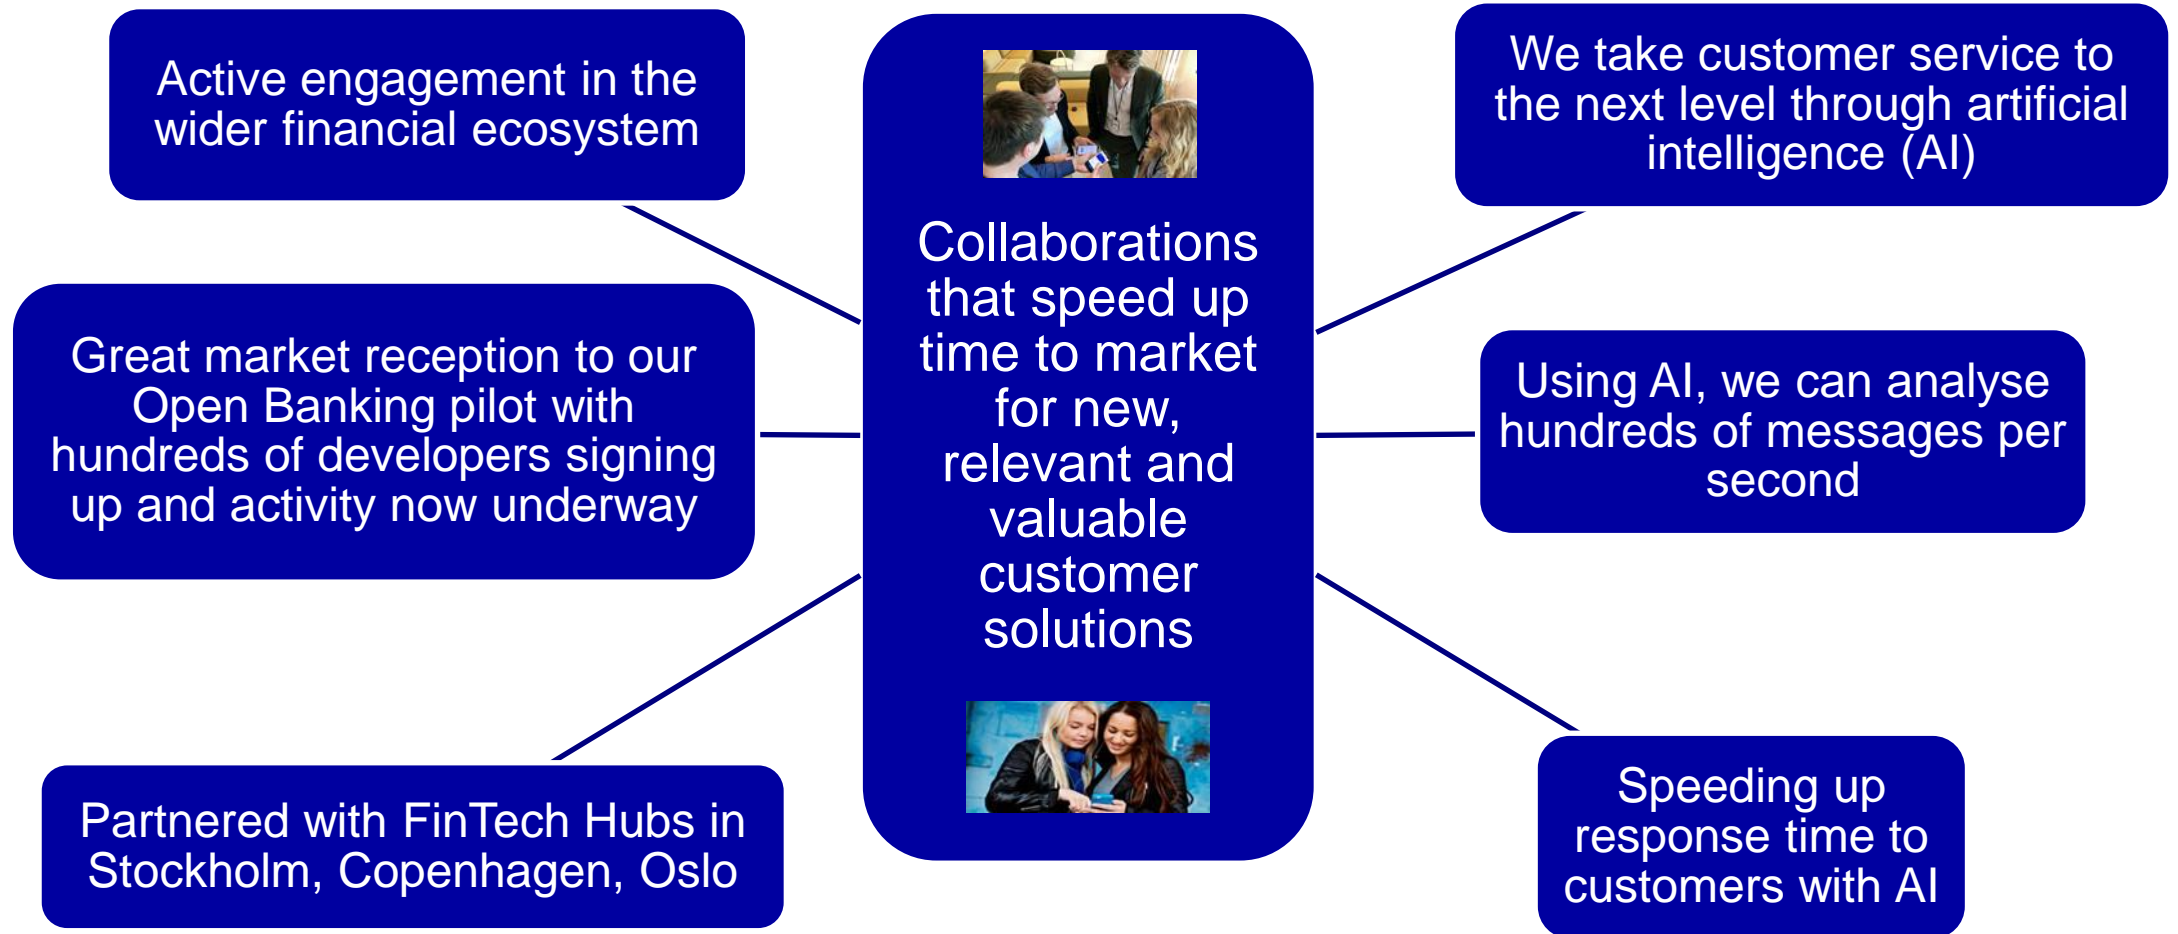 Active engagement in the
wider financial ecosystem
Great market reception to our
Open Banking pilot with
hundreds of developers signing
up and activity now underway
Partnered with FinTech Hubs in
Stockholm, Copenhagen, Oslo
Collaborations
that speed up
time to market
for new,
relevant and
valuable
customer
solutions
We take customer service to
the next level through artificial
intelligence (AI)
Using AI, we can analyse
hundreds of messages per
second
Speeding up
response time to
customers with AI